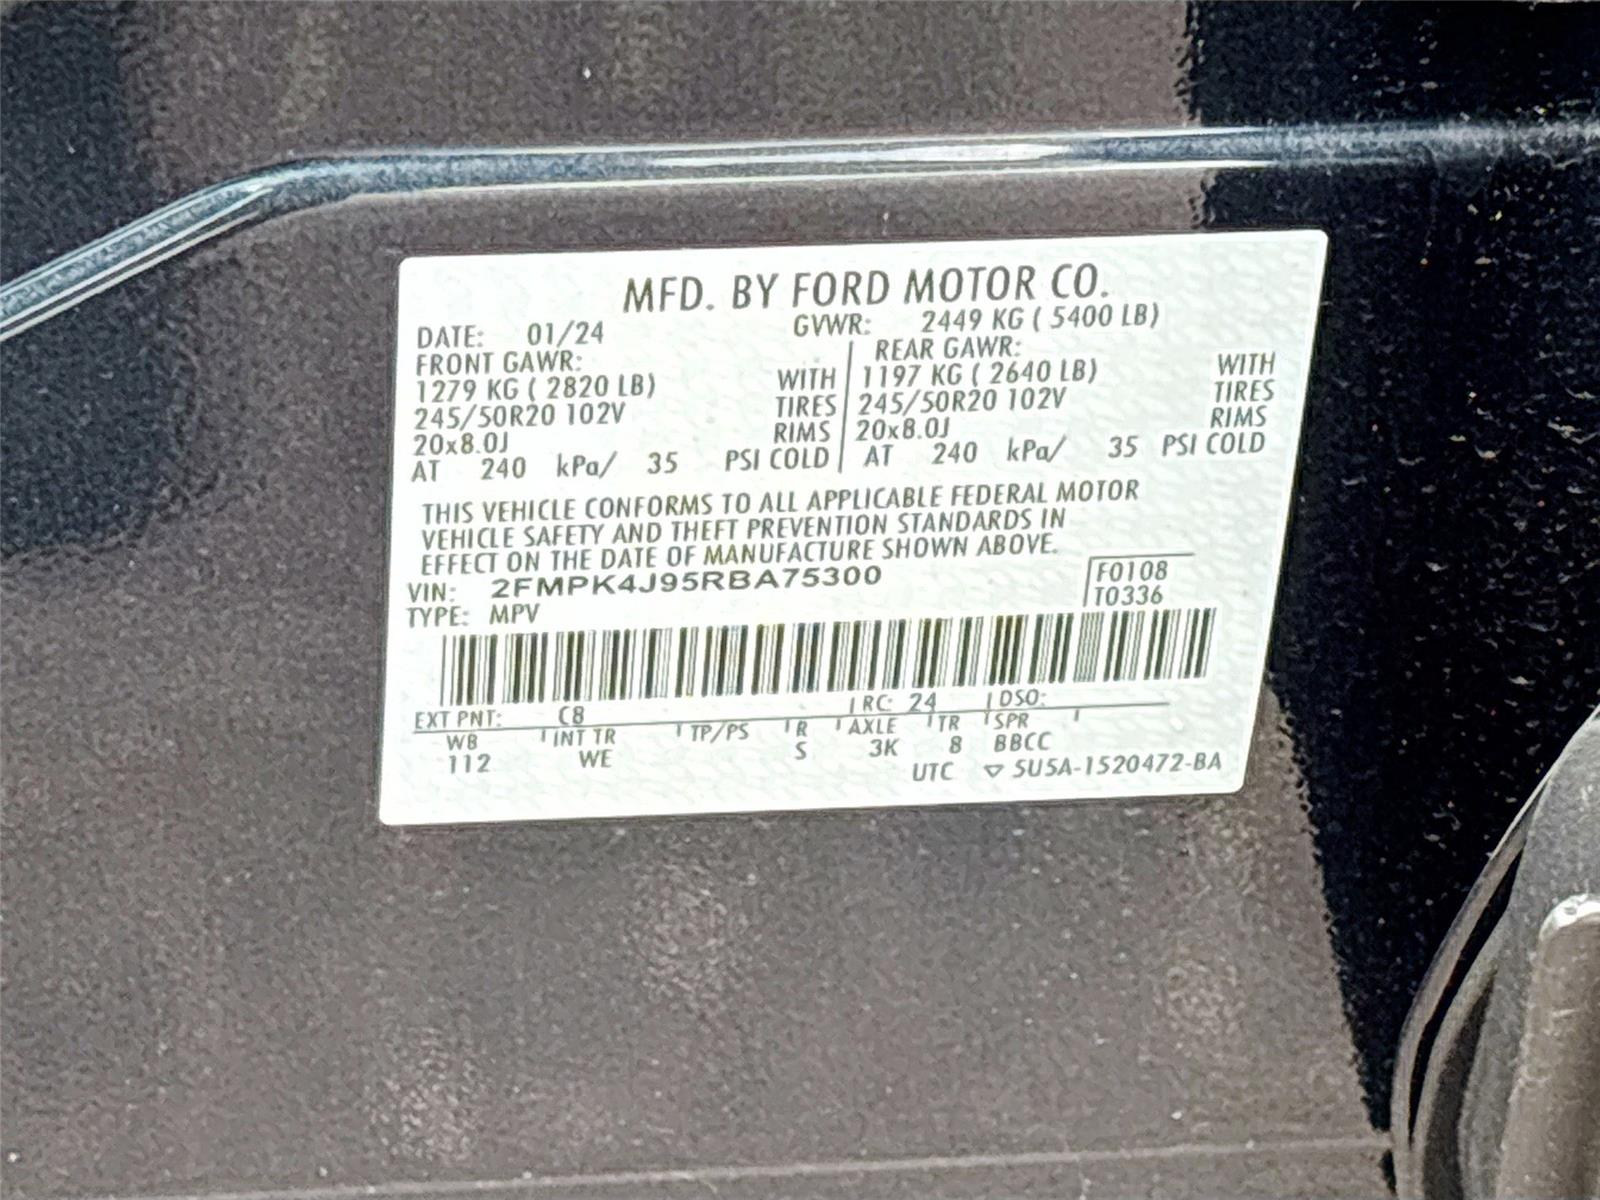 MFD. BY FORD MOTOR CO.
DATE: 01/24 GVWR: 2449 KG ( 5400 LB)
FRONT GAWR: REAR GAWR:
1279 KG ( 2820 LB) WITH 1197 KG ( 2640 LB) WITH
245/50R20 102V TIRES 245/50R20 102V TIRES
20x8.0J RIMS 20x8.0J RIMS
AT 240 kPa/ 35 PSI COLD AT 240 kPa/ 35 PSI COLD
THIS VEHICLE CONFORMS TO ALL APPLICABLE FEDERAL MOTOR
VEHICLE SAFETY AND THEFT PREVENTION STANDARDS IN
EFFECT ON THE DATE OF MANUFACTURE SHOWN ABOVE.
VIN: 2FMPK4J95RBA75300 F0108
TYPE: MPV T0336
EXT PNT: C8 RC: 24 DSO:
WB INT TR TP/PS R AXLE TR SPR
112 WE S 3K 8 BBCC
UTC ▽ 5U5A-1520472-BA